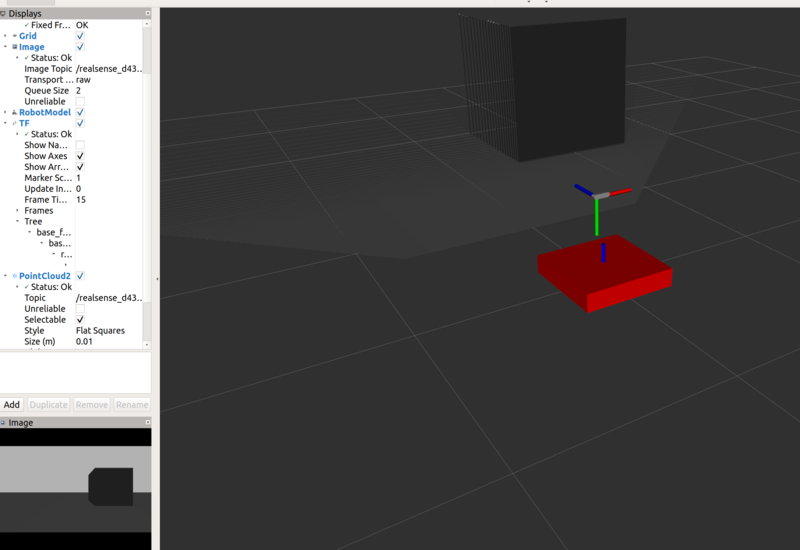 Displays
Fixed Fr... OK
Grid
Image
Status: Ok
Image Topic /realsense_d43...
Transport ... raw
Queue Size 2
Unreliable
RobotModel
TF
Status: Ok
Show Na...
Show Axes
Show Arr...
Marker Sc... 1
Update In... 0
Frame Ti... 15
Frames
Tree
base_f...
bas...
r...
PointCloud2
Status: Ok
Topic /realsense_d43...
Unreliable
Selectable
Style Flat Squares
Size (m) 0.01
Add Duplicate Remove Rename
Image